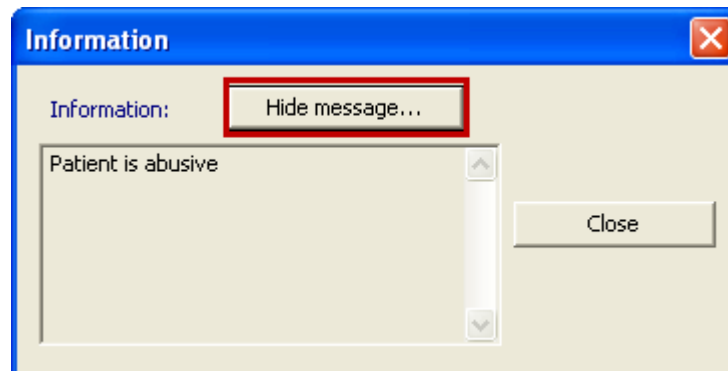 Information
Information:
Hide message...
Patient is abusive
Close